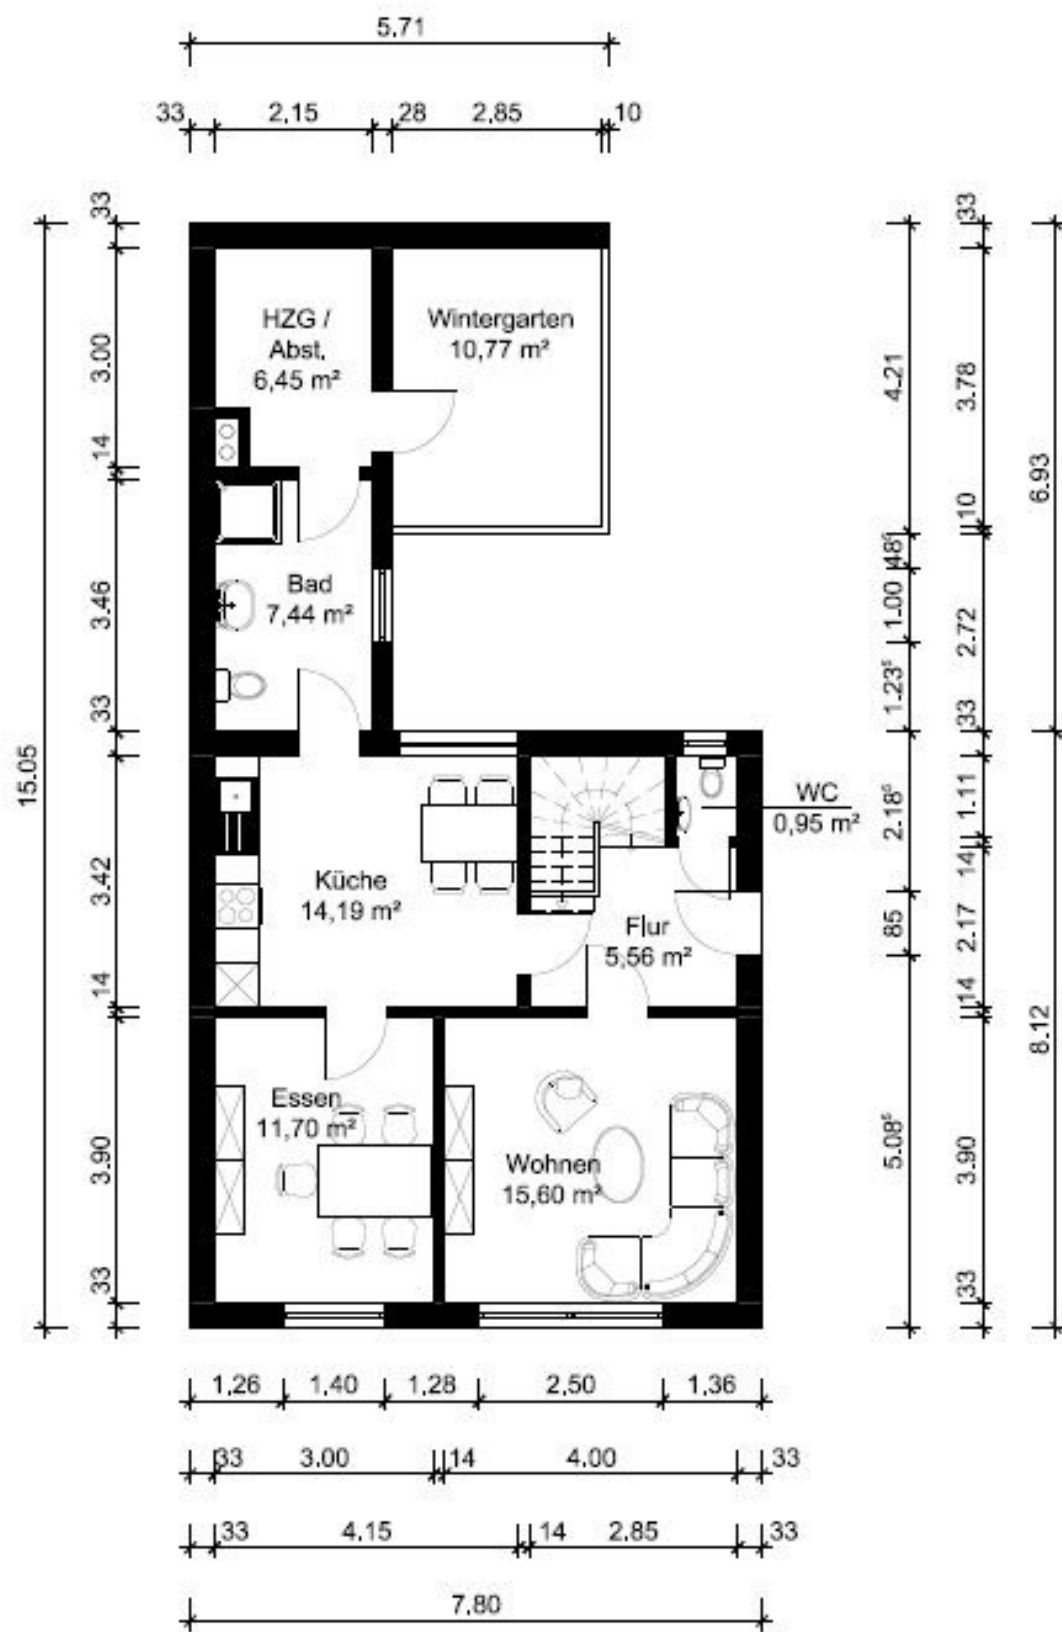 5,71
33 2,15 28 2,85 10
33
3.00
14
3.46
33
3.42
14
3.90
33
15.05
HZG /
Abst.
6,45 m²
Wintergarten
10,77 m²
Bad
7,44 m²
WC
0,95 m²
Küche
14,19 m²
Flur
5,56 m²
Essen
11,70 m²
Wohnen
15,60 m²
4.21
48⁵
1.00
1.23⁵
2.18⁵
85
5.08⁵
33
3.78
10
2.72
33
1.11
14
2.17
14
3.90
33
6.93
8.12
1,26 1,40 1,28 2,50 1,36
33 3.00 14 4.00 33
33 4.15 14 2.85 33
7,80